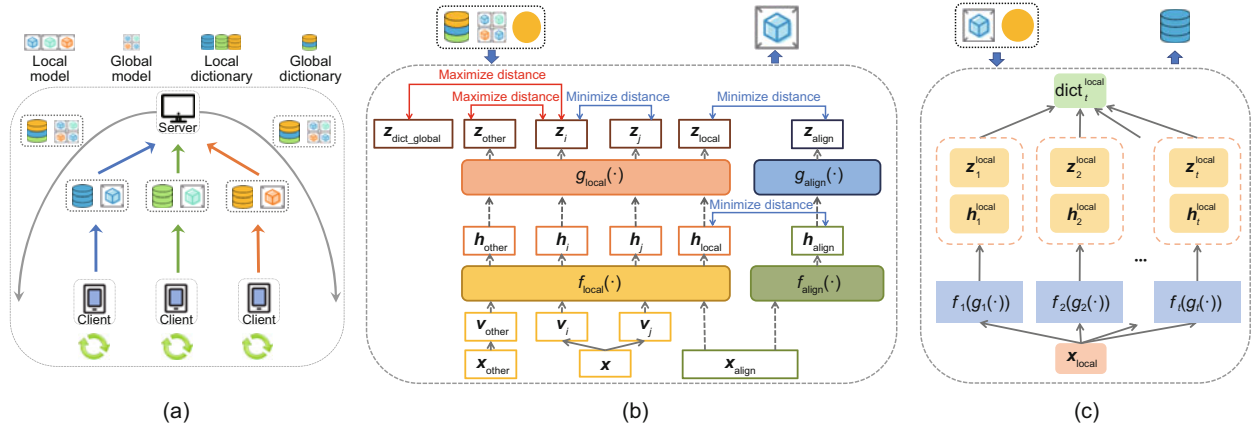 Local
model
Global
model
Local
dictionary
Global
dictionary
Server
Client
Client
Client
(a)
Maximize distance
Maximize distance
Minimize distance
Minimize distance
z_dict_global
z_other
z_i
z_j
z_local
z_align
g_local(·)
g_align(·)
Minimize distance
h_other
h_i
h_j
h_local
h_align
f_local(·)
f_align(·)
v_other
v_i
v_j
x_other
x
x_align
(b)
dict_t^local
z_1^local
z_2^local
z_t^local
h_1^local
h_2^local
h_t^local
...
f_1(g_1(·))
f_2(g_2(·))
f_t(g_t(·))
x_local
(c)